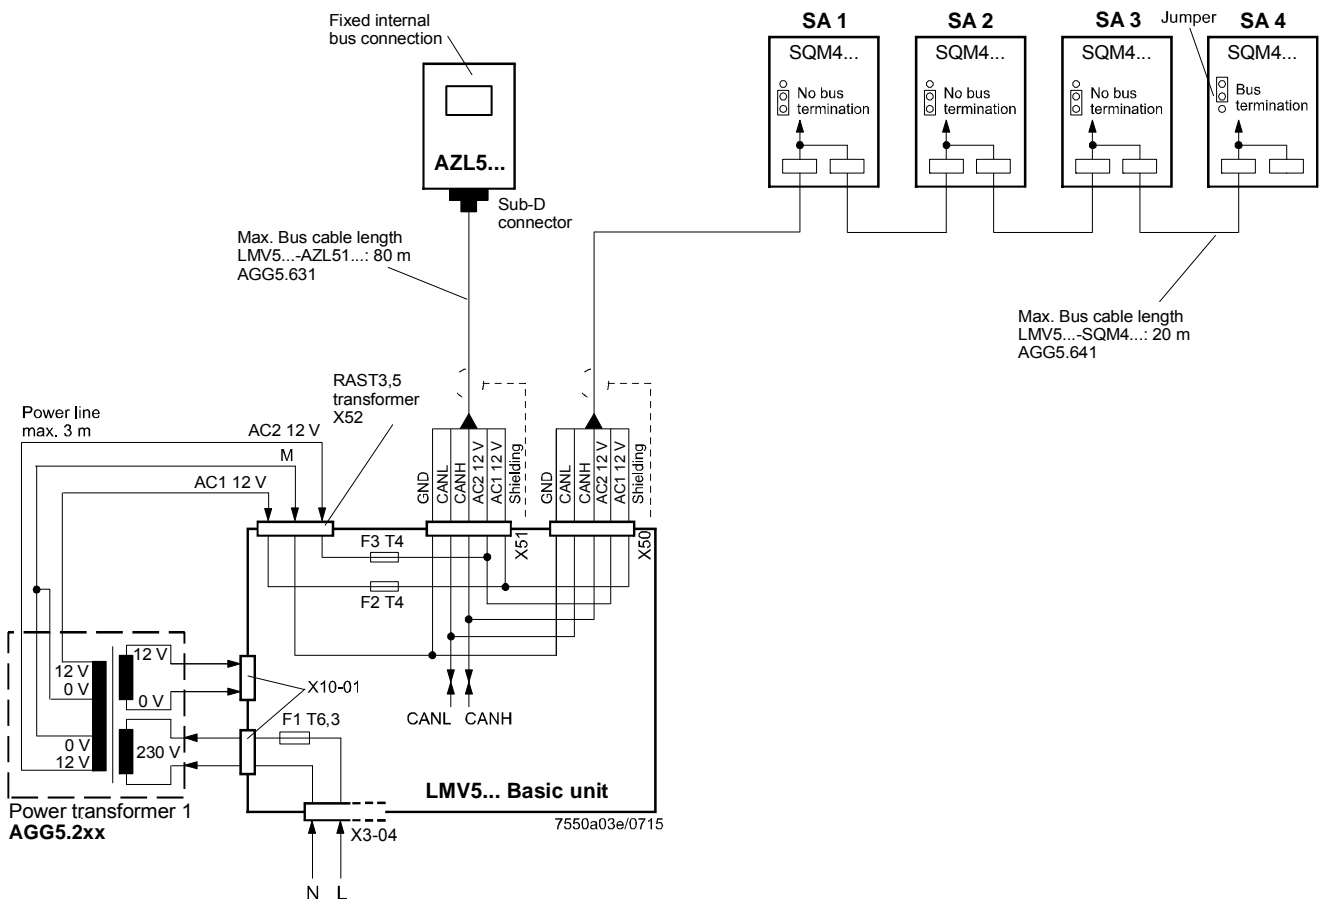 Fixed internal
bus connection
AZL5...
Sub-D
connector
Max. Bus cable length
LMV5...-AZL51...: 80 m
AGG5.631
SA 1
SQM4...
No bus
termination
SA 2
SQM4...
No bus
termination
SA 3
SQM4...
No bus
termination
Jumper
SA 4
SQM4...
Bus
termination
Max. Bus cable length
LMV5...-SQM4...: 20 m
AGG5.641
RAST3,5
transformer
X52
Power line
max. 3 m
AC2 12 V
M
AC1 12 V
GND
CANL
CANH
AC2 12 V
AC1 12 V
Shielding
X51
GND
CANL
CANH
AC2 12 V
AC1 12 V
Shielding
X50
F3 T4
F2 T4
12 V
0 V
0 V
12 V
12 V
0 V
230 V
X10-01
F1 T6,3
CANL
CANH
LMV5... Basic unit
Power transformer 1
AGG5.2xx
X3-04
7550a03e/0715
N
L